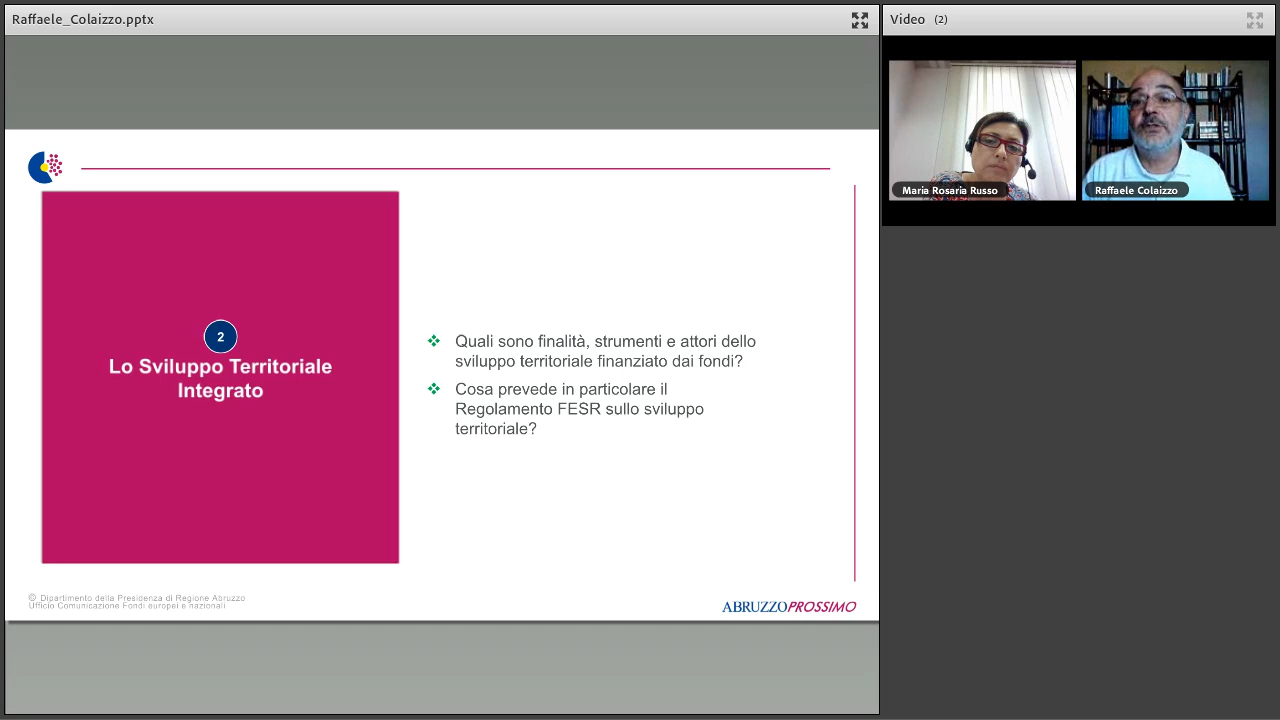 Raffaele_Colaizzo.pptx
Video (2)
Maria Rosaria Russo
Raffaele Colaizzo
2
Lo Sviluppo Territoriale
Integrato
Quali sono finalità, strumenti e attori dello
sviluppo territoriale finanziato dai fondi?
Cosa prevede in particolare il
Regolamento FESR sullo sviluppo
territoriale?
© Dipartimento della Presidenza di Regione Abruzzo
Ufficio Comunicazione Fondi europei e nazionali
ABRUZZOPROSSIMO